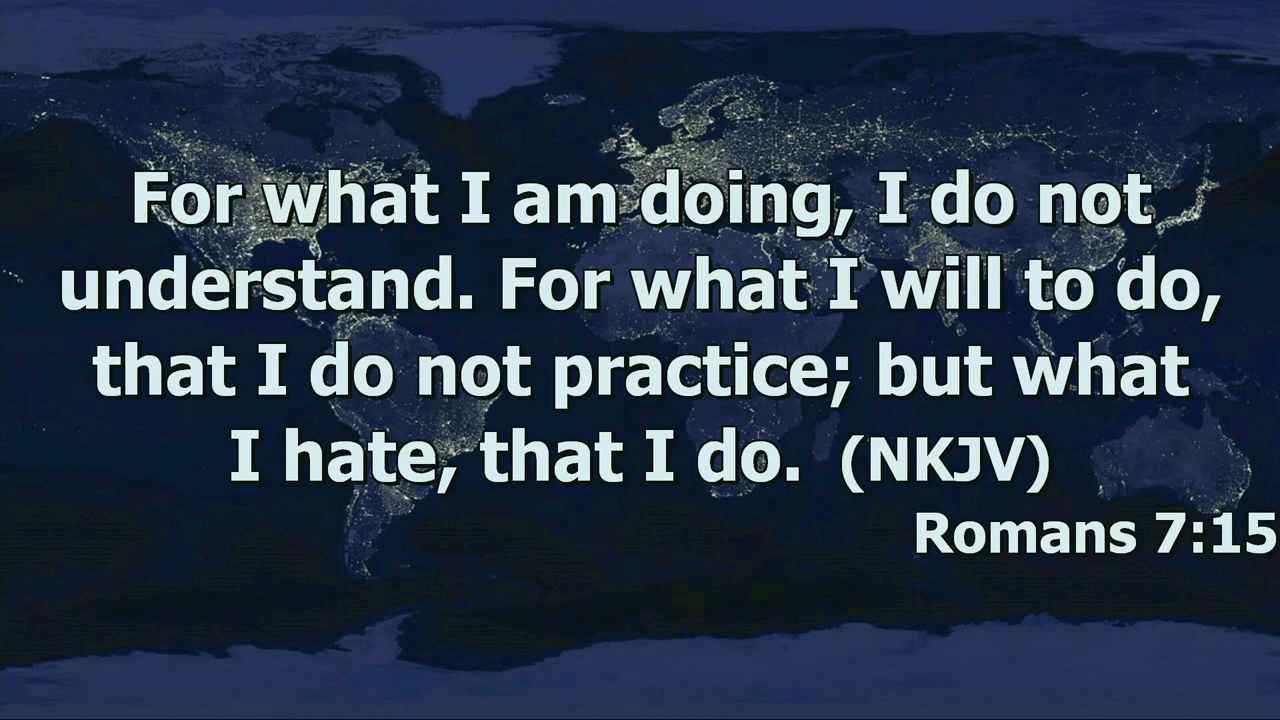 For what I am doing, I do not
understand. For what I will to do,
that I do not practice; but what
I hate, that I do. (NKJV)
Romans 7:15